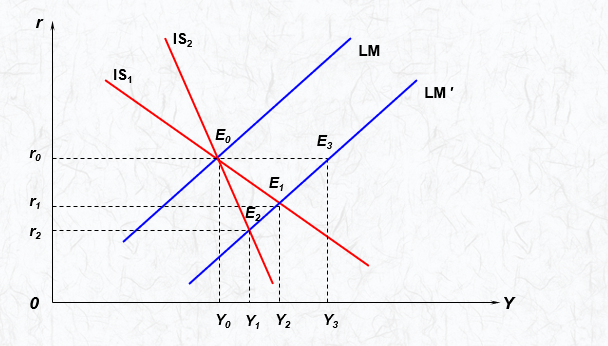 r
IS2
IS1
LM
LM '
E0
E3
r0
E1
r1
E2
r2
0
Y
Y0 Y1 Y2 Y3